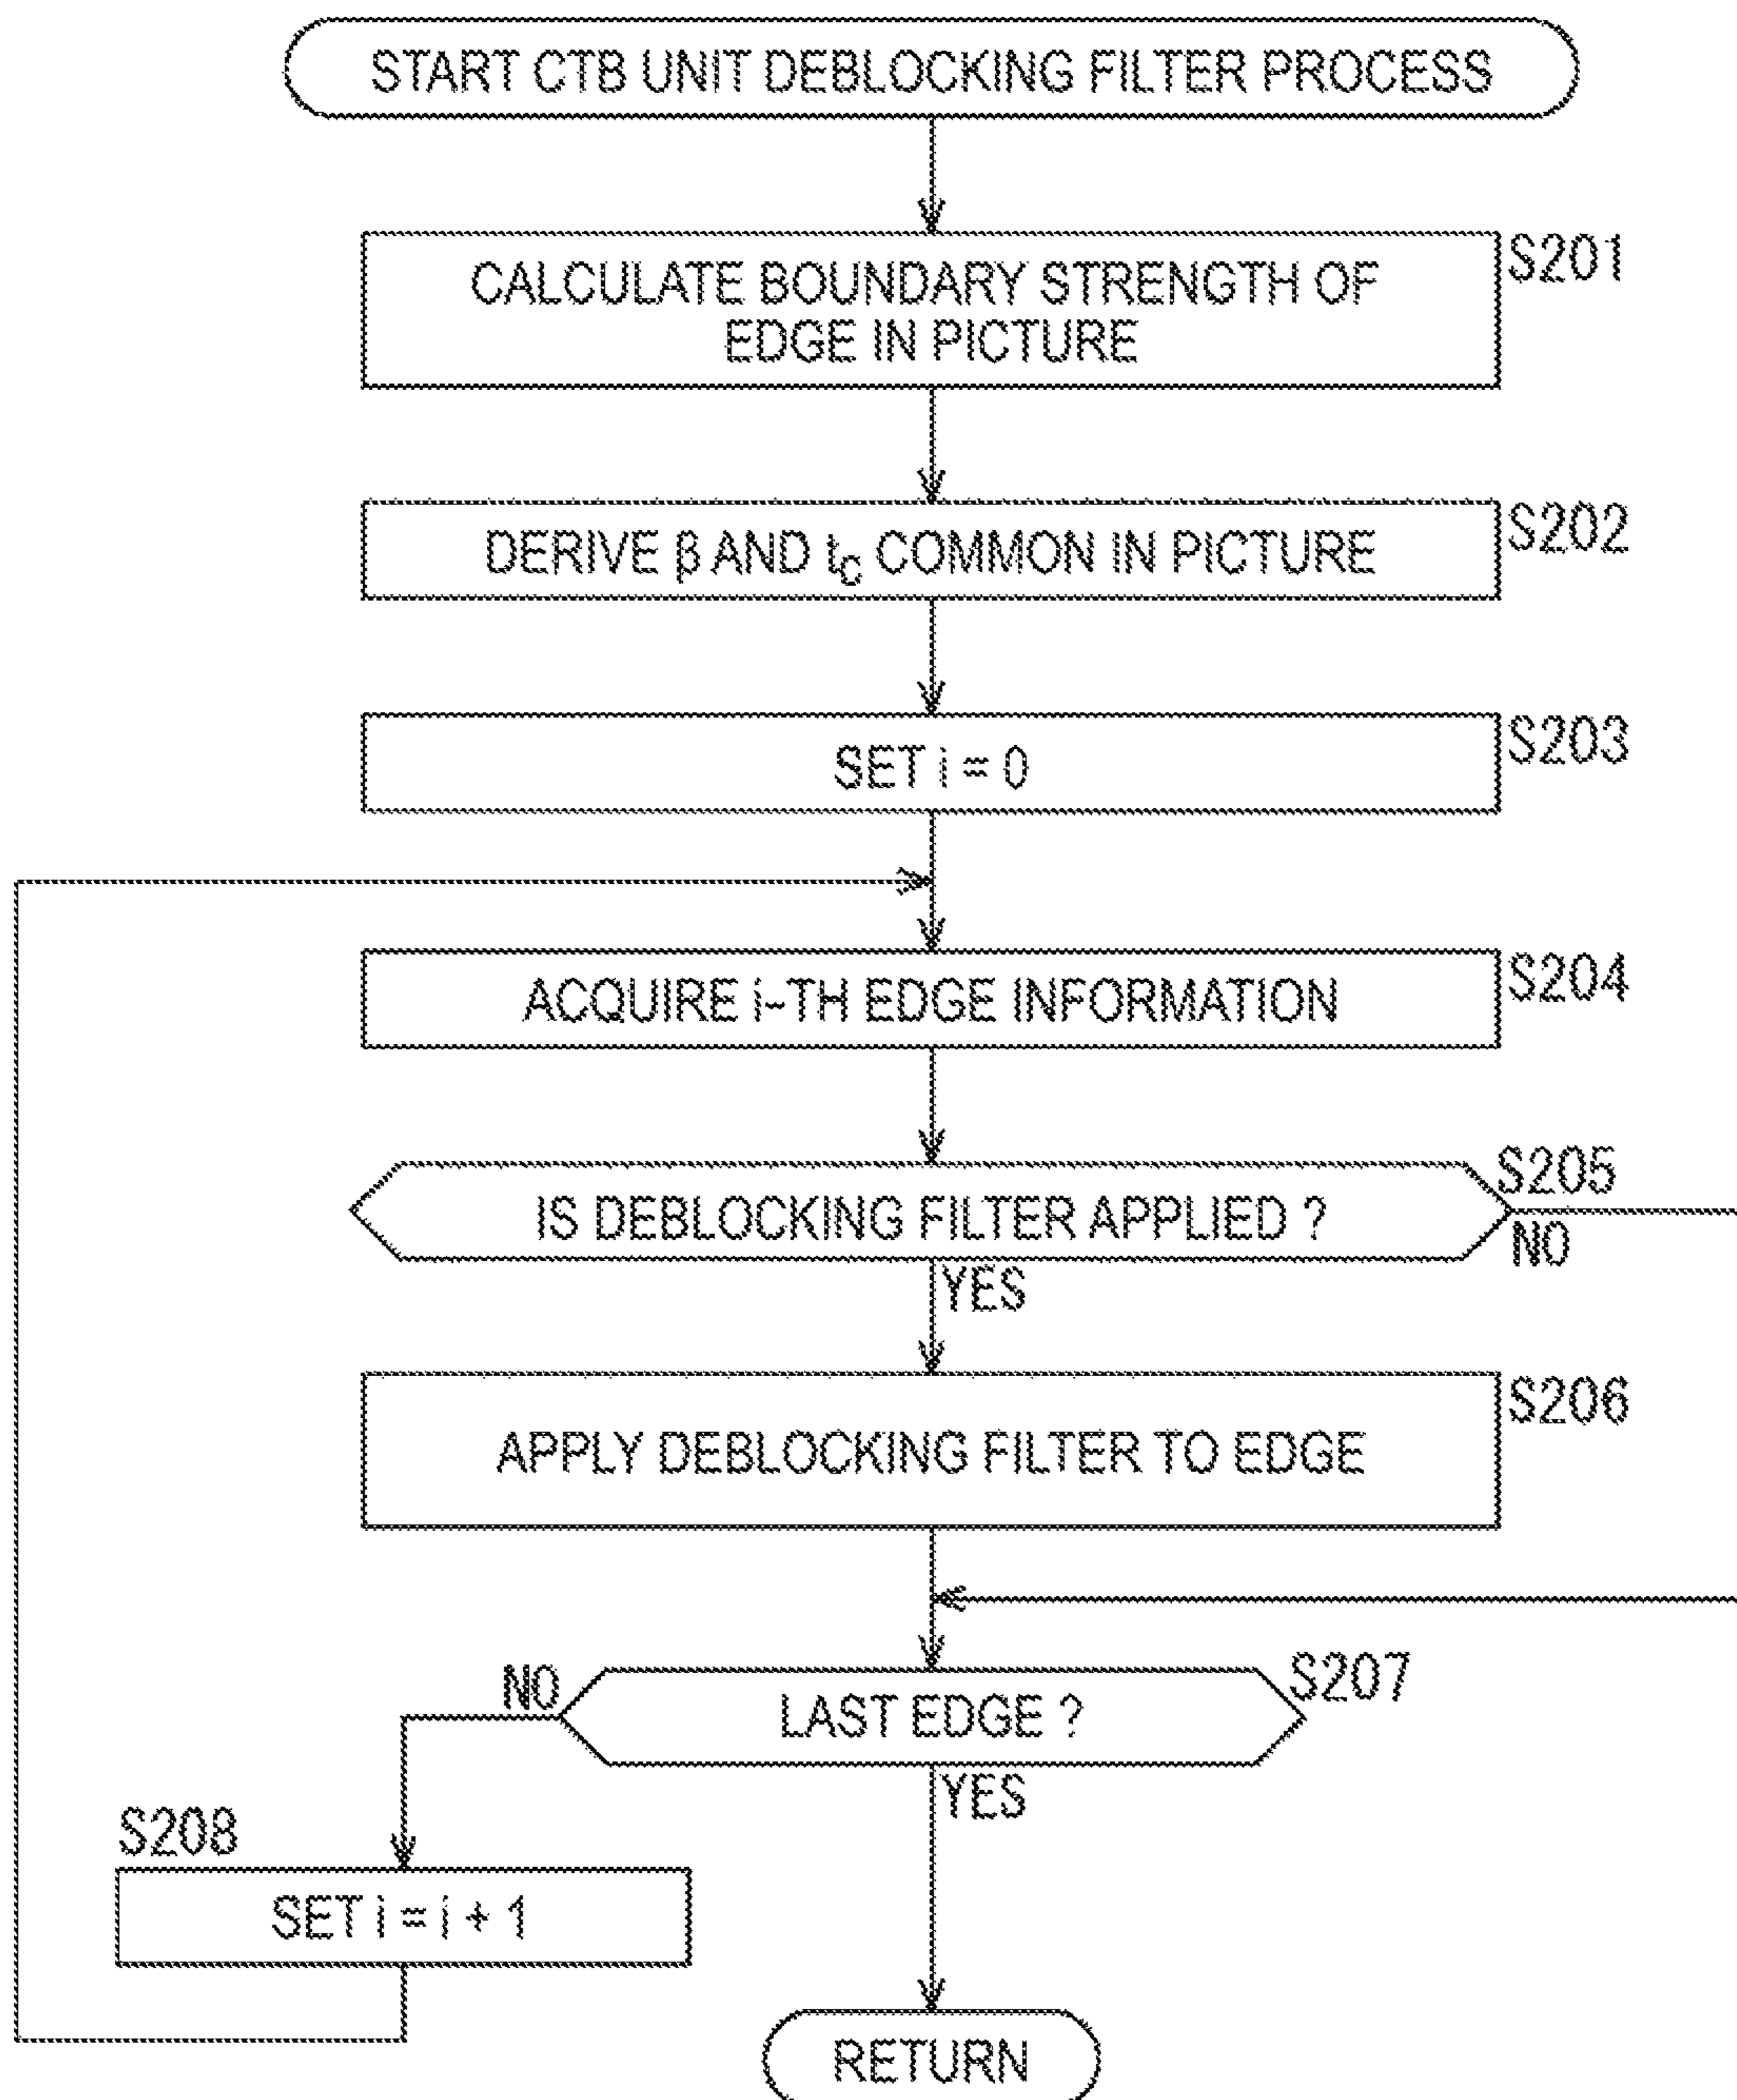 START CTB UNIT DEBLOCKING FILTER PROCESS
S201
CALCULATE BOUNDARY STRENGTH OF
EDGE IN PICTURE
S202
DERIVE β AND tC COMMON IN PICTURE
S203
SET i = 0
S204
ACQUIRE i-TH EDGE INFORMATION
S205
IS DEBLOCKING FILTER APPLIED ?
NO
YES
S206
APPLY DEBLOCKING FILTER TO EDGE
S207
NO
LAST EDGE ?
YES
S208
SET i = i + 1
RETURN